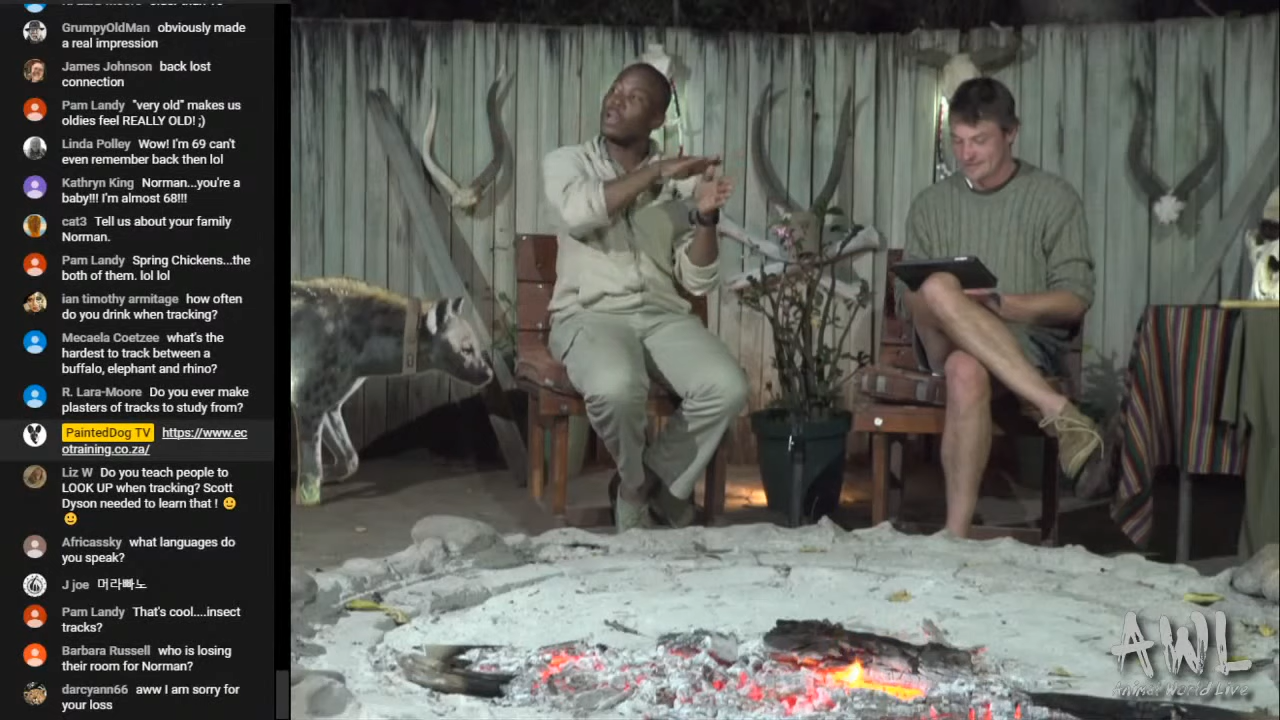 GrumpyOldMan obviously made
a real impression
James Johnson back lost
connection
Pam Landy "very old" makes us
oldies feel REALLY OLD! ;)
Linda Polley Wow! I'm 69 can't
even remember back then lol
Kathryn King Norman...you're a
baby!!! I'm almost 68!!!
cat3 Tell us about your family
Norman.
Pam Landy Spring Chickens...the
both of them. lol lol
ian timothy armitage how often
do you drink when tracking?
Mecaela Coetzee what's the
hardest to track between a
buffalo, elephant and rhino?
R. Lara-Moore Do you ever make
plasters of tracks to study from?
PaintedDog TV https://www.ec
otraining.co.za/
Liz W Do you teach people to
LOOK UP when tracking? Scott
Dyson needed to learn that ! 🙂
🙂
Africassky what languages do
you speak?
J joe 머라빠노
Pam Landy That's cool....insect
tracks?
Barbara Russell who is losing
their room for Norman?
darcyann66 aww I am sorry for
your loss
AWL
Animal World Live